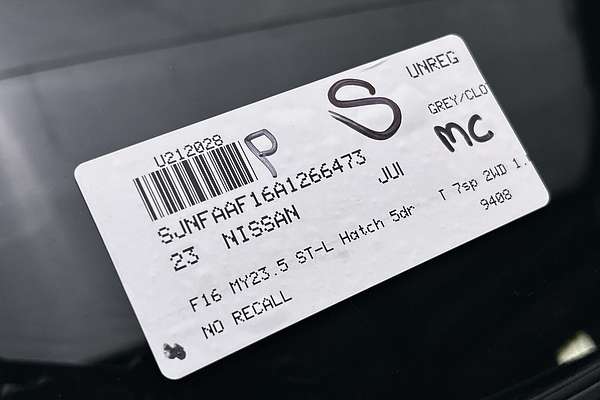 UNREG
U212028
P
S
GREY/CLO
MC
SJNFAAF16A1266473
23 NISSAN JUI
F16 MY23.5 ST-L Hatch 5dr T 7sp 2WD 1.
NO RECALL 9408